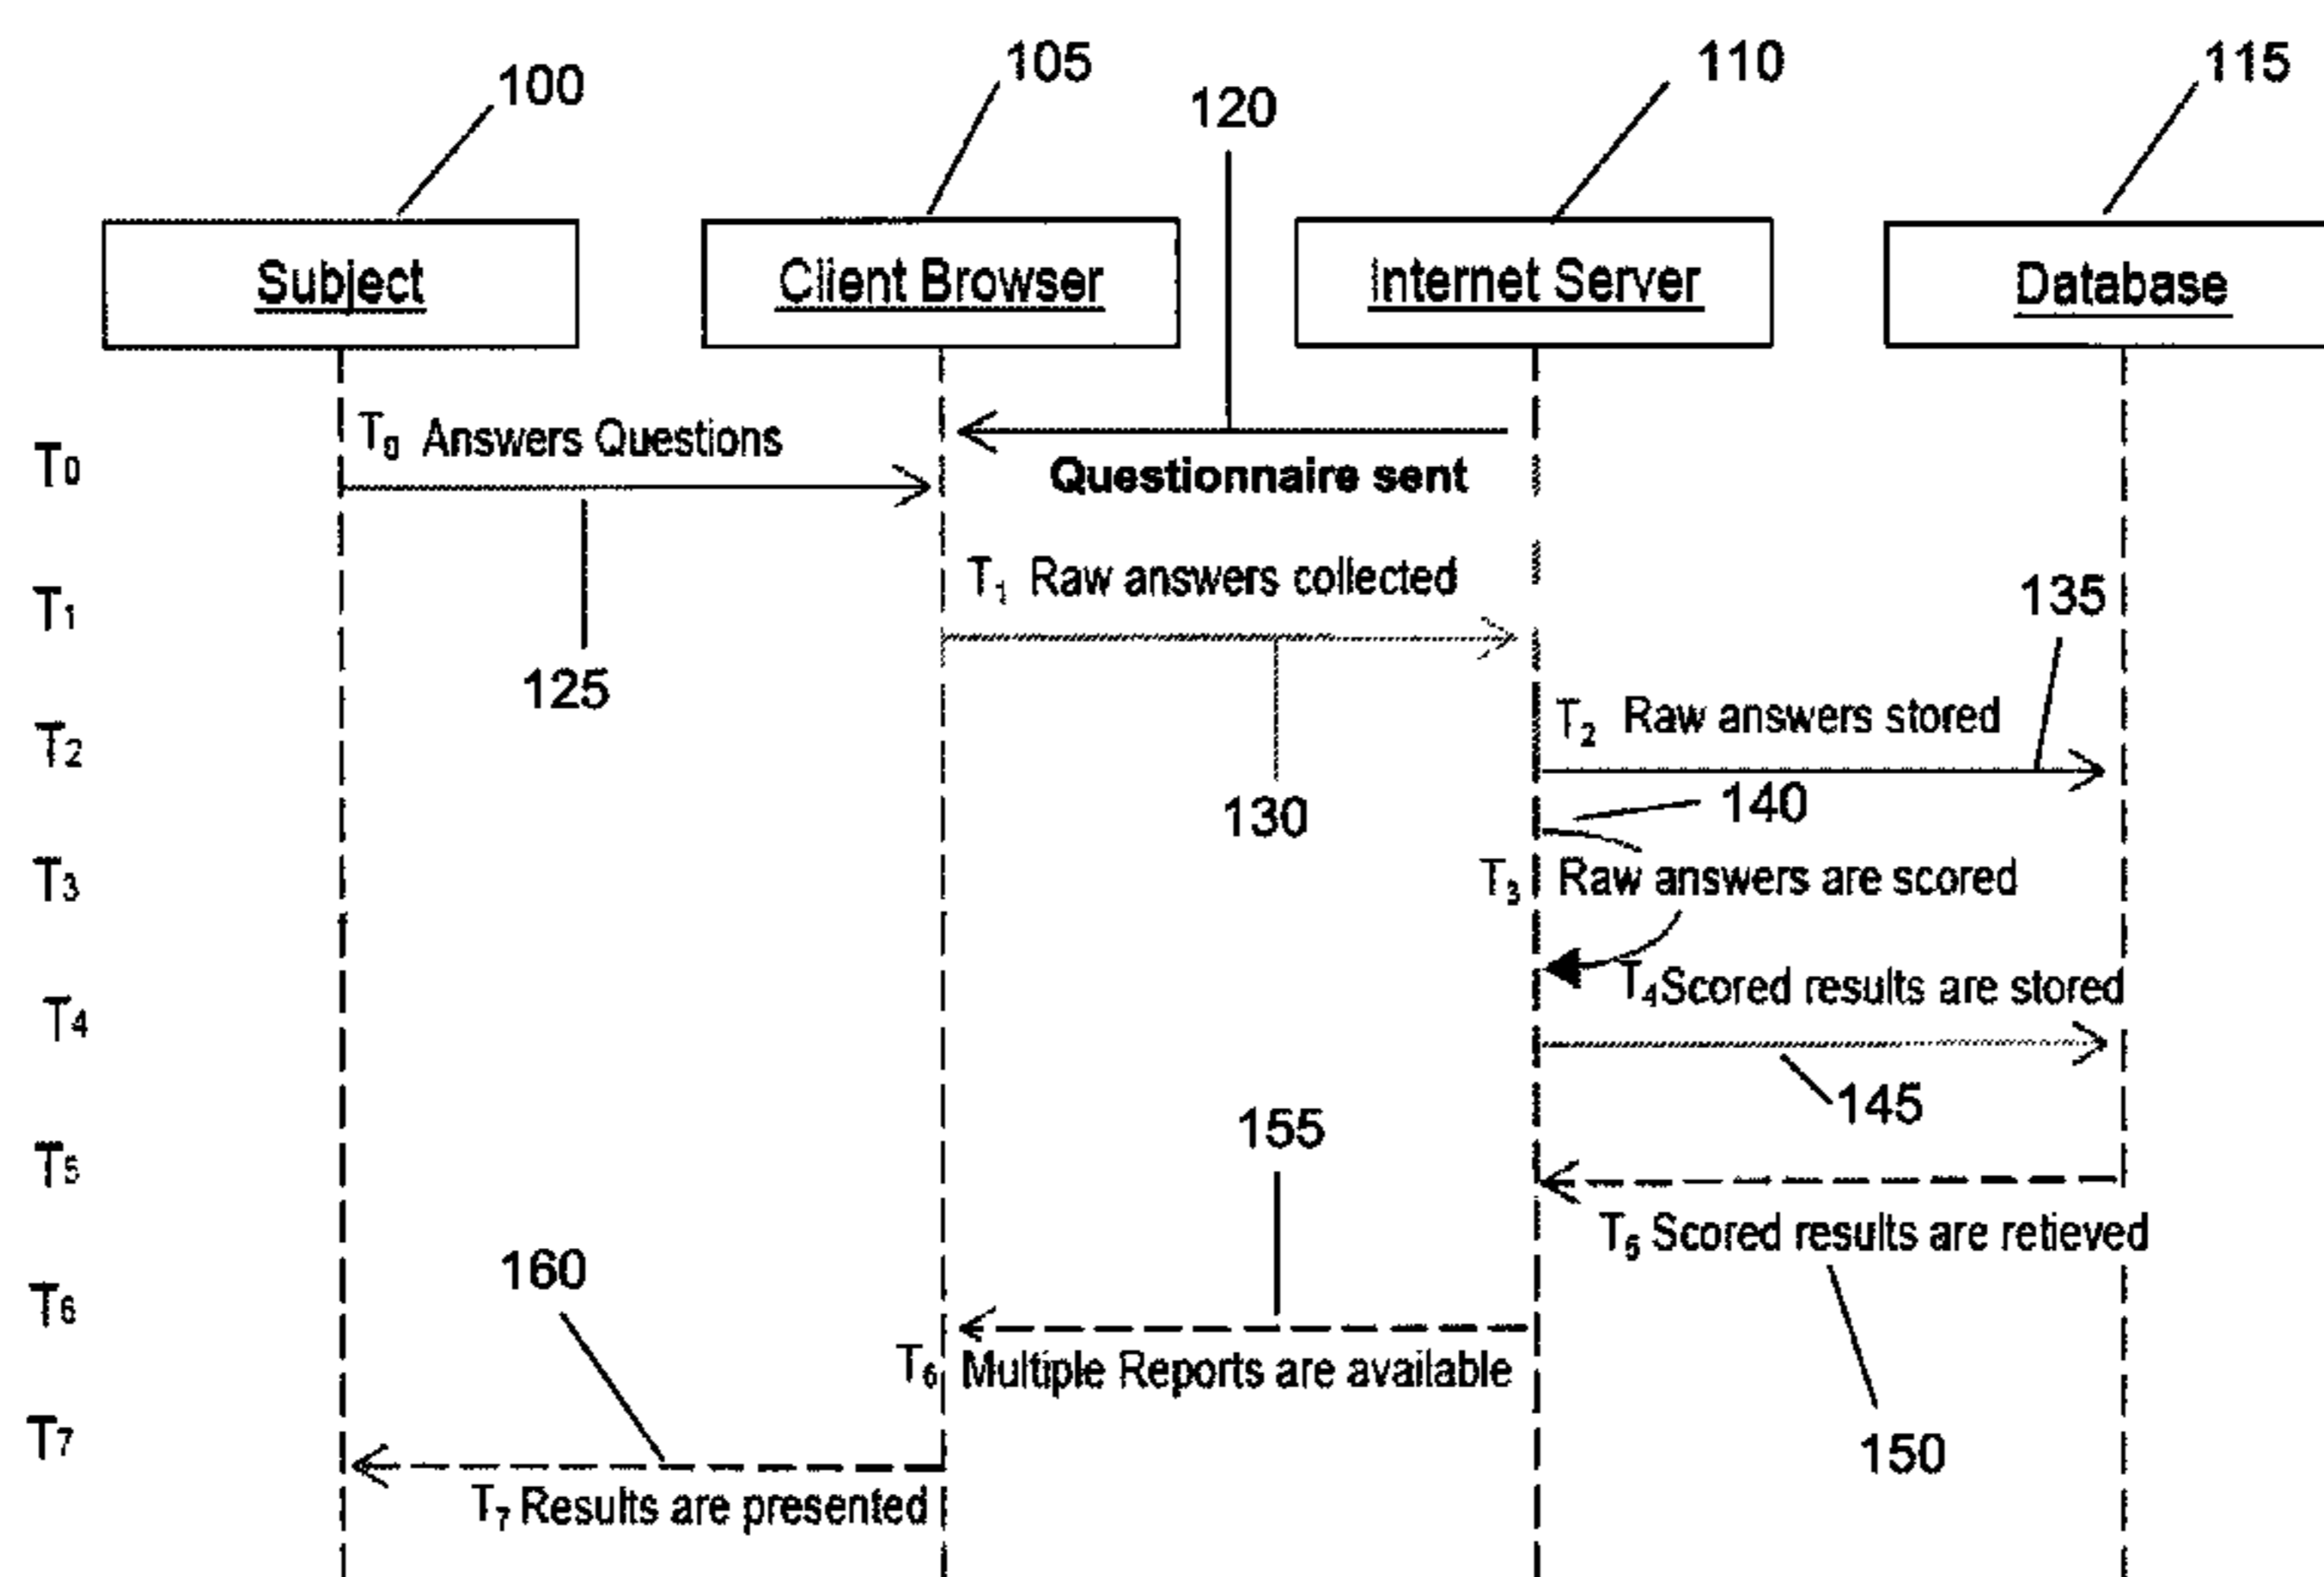 100
105
120
110
115
Subject
Client Browser
Internet Server
Database
T0
T0 Answers Questions
Questionnaire sent
T1
T1 Raw answers collected
135
125
T2
T2 Raw answers stored
130
140
T3
T3 Raw answers are scored
T4
T4 Scored results are stored
145
155
T5
T5 Scored results are retieved
160
T6
T6 Multiple Reports are available
T7
150
T7 Results are presented